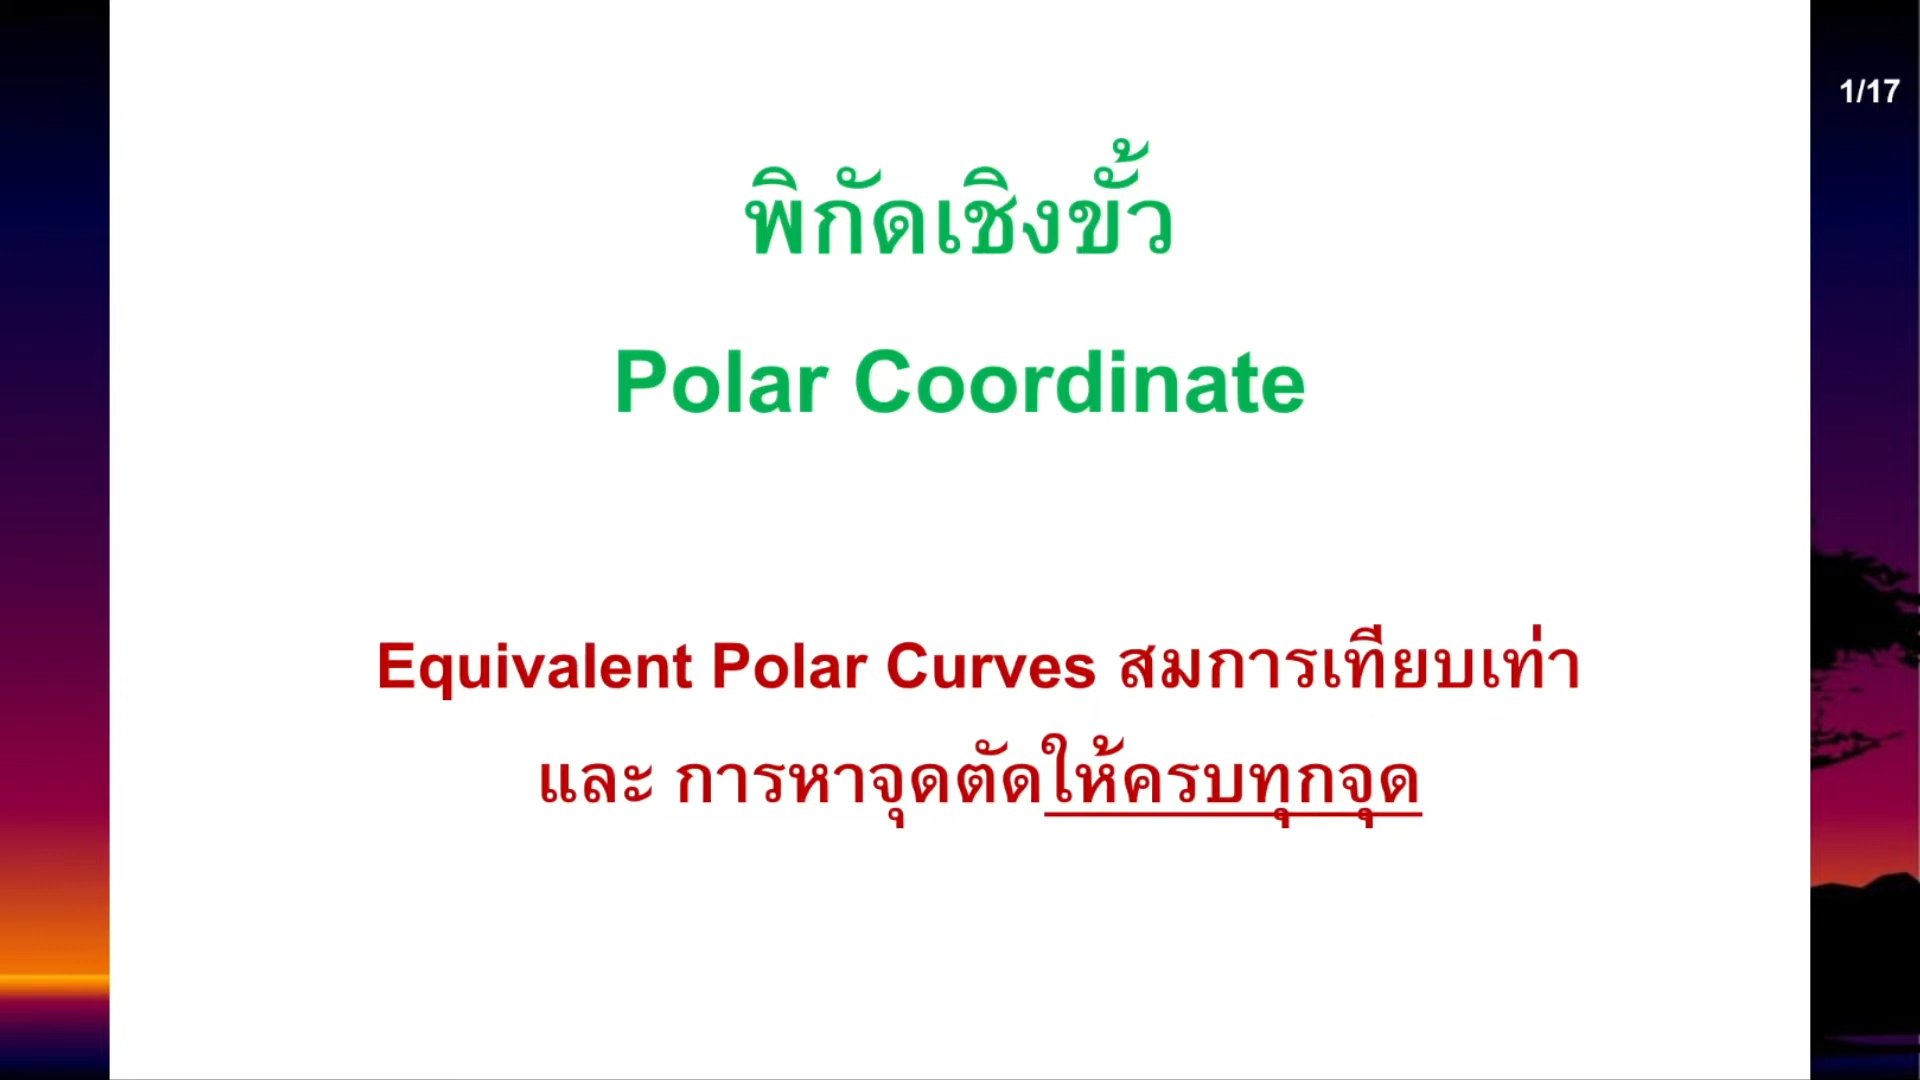 1/17
พิกัดเชิงขั้ว
Polar Coordinate
Equivalent Polar Curves สมการเทียบเท่า
และ การหาจุดตัดให้ครบทุกจุด